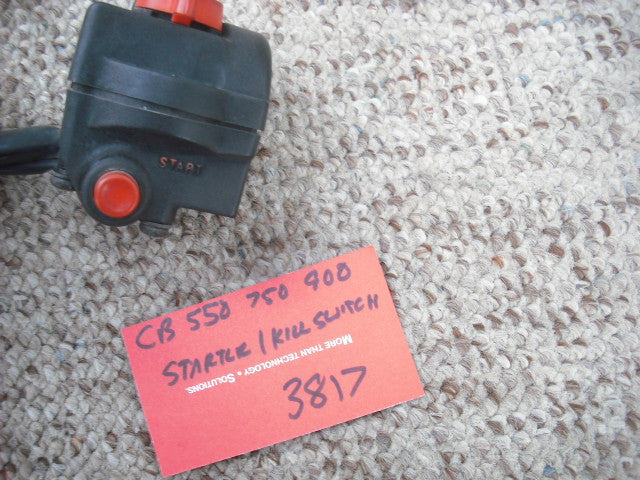 START
CB 550 750 900
STARTER / KILL SWITCH
MORE THAN TECHNOLOGY • SOLUTIONS.
3817